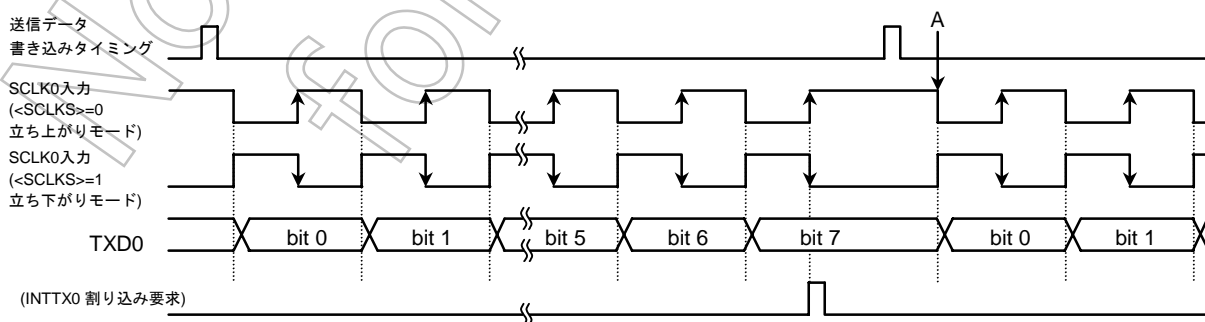 送信データ
書き込みタイミング
A
SCLK0入力
(<SCLKS>=0
立ち上がりモード)
SCLK0入力
(<SCLKS>=1
立ち下がりモード)
TXD0
bit 0
bit 1
bit 5
bit 6
bit 7
bit 0
bit 1
(INTTX0 割り込み要求)